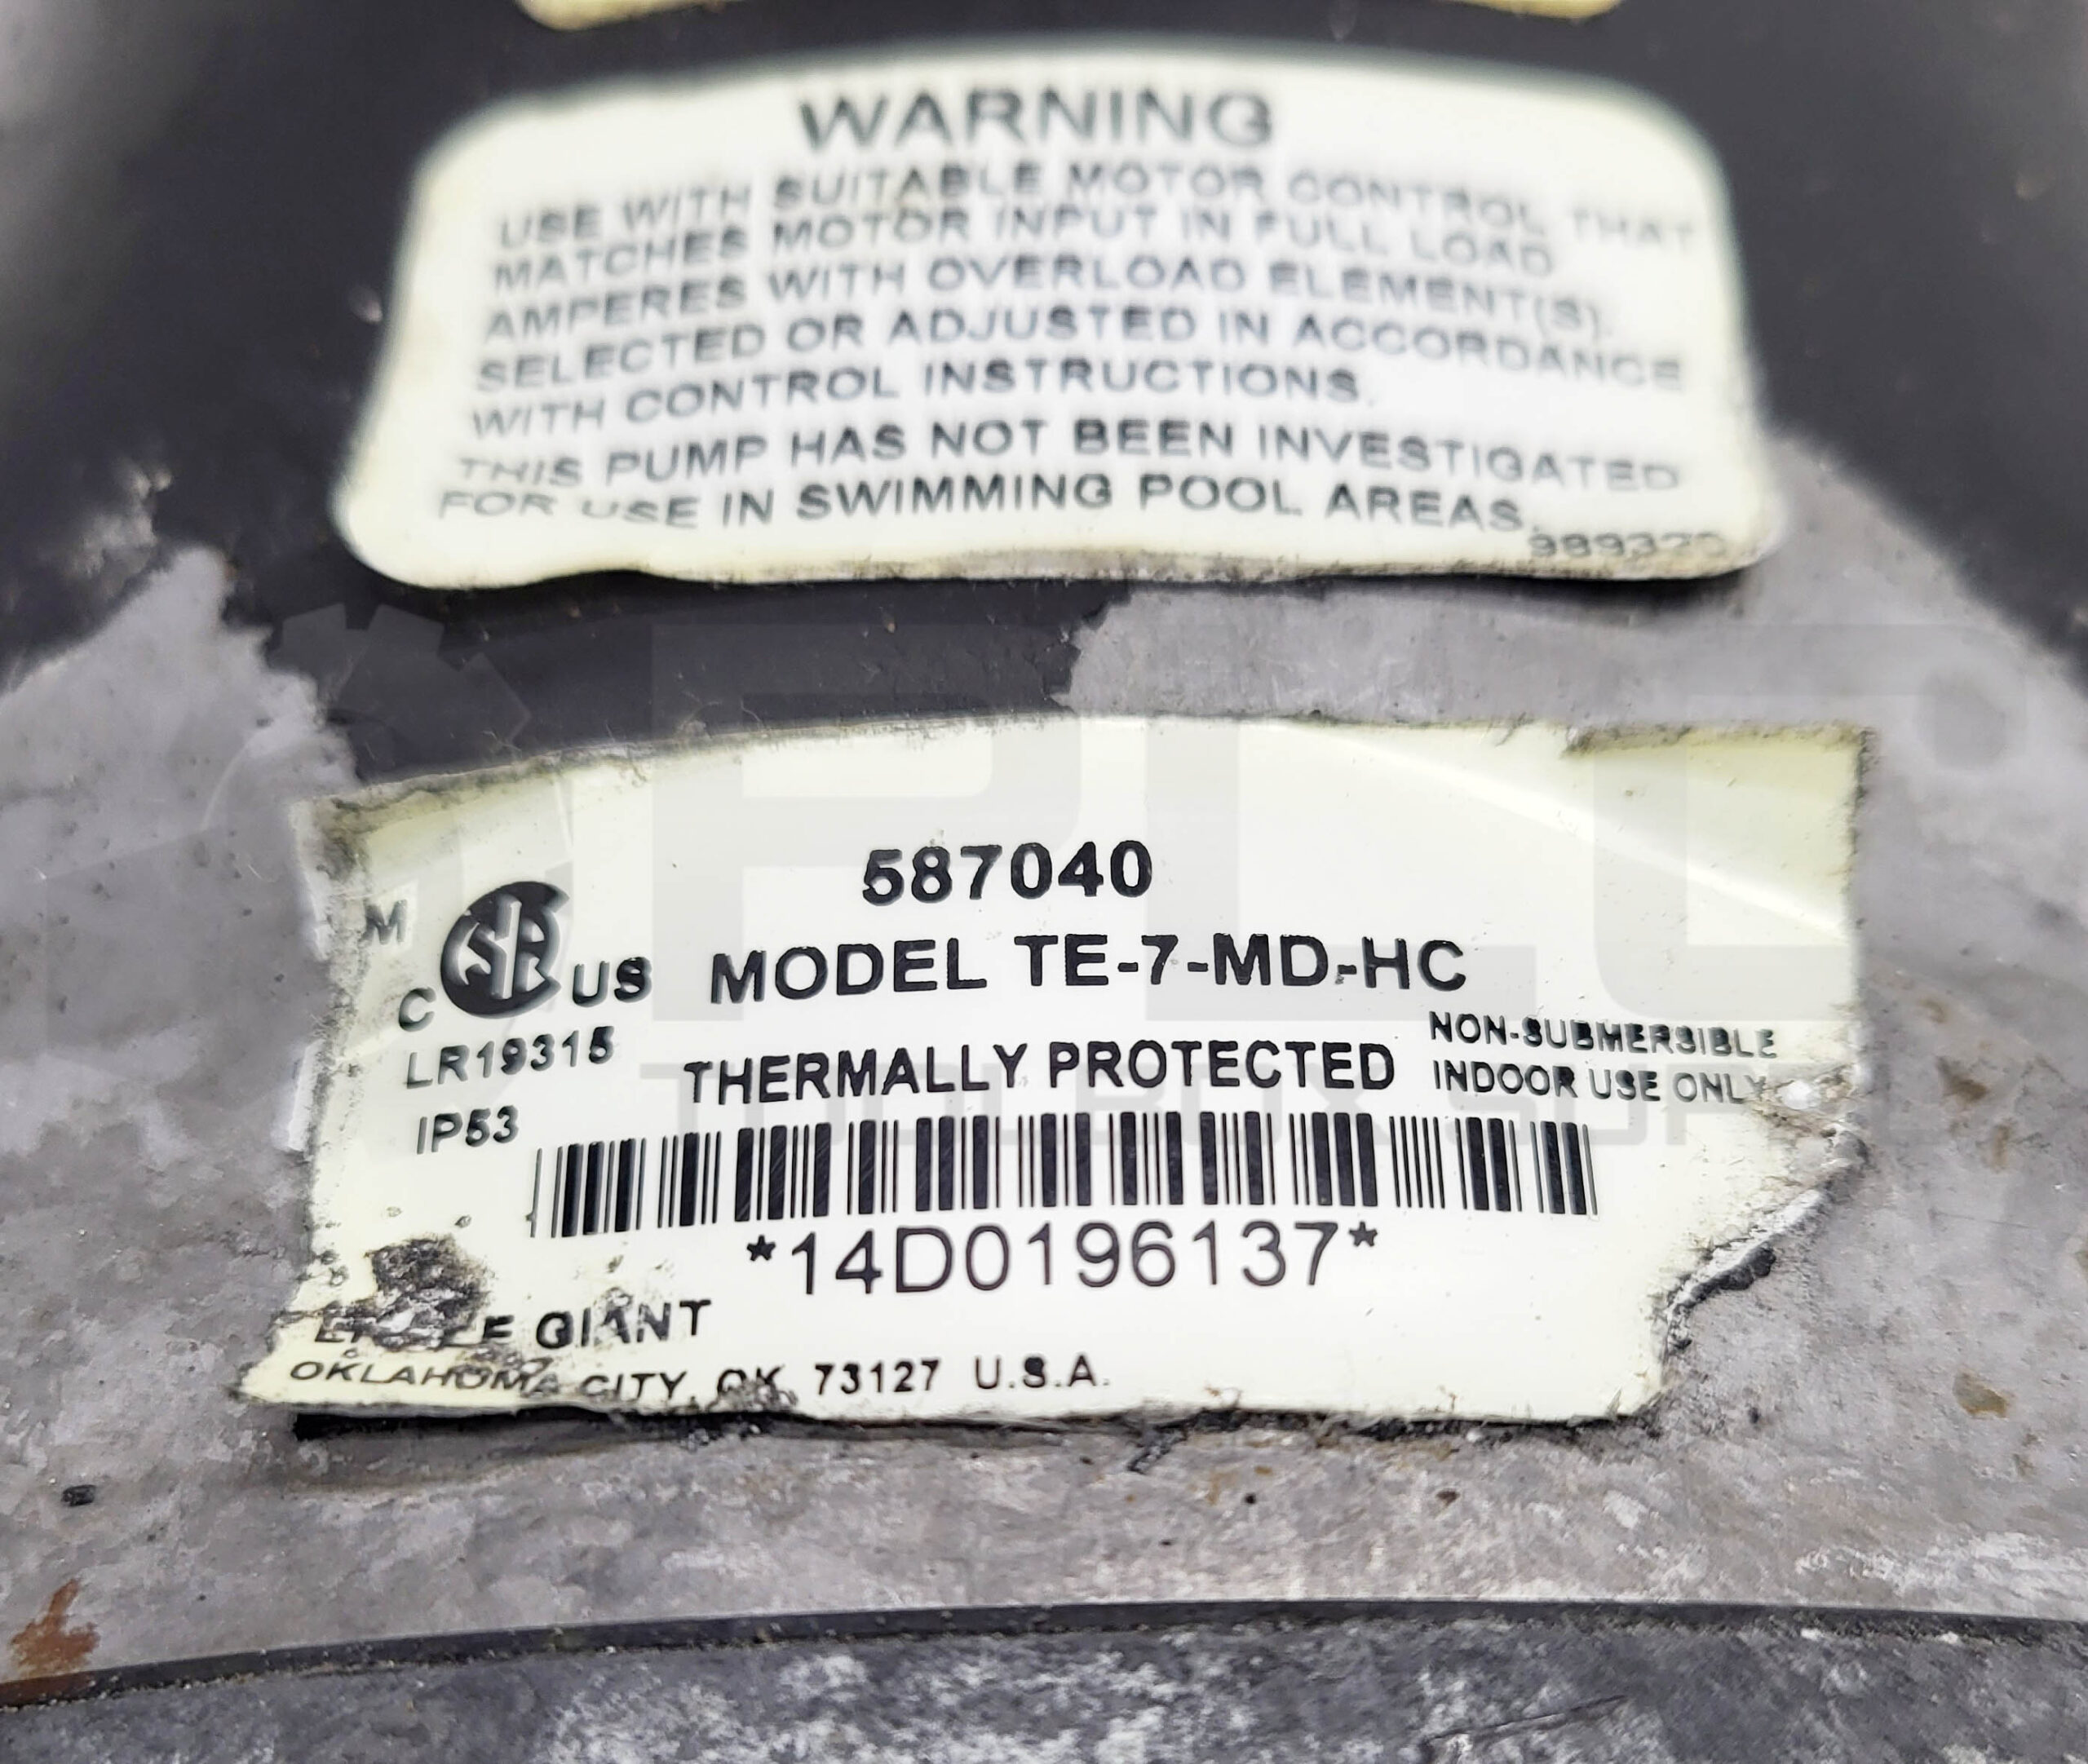 WARNING
USE WITH SUITABLE MOTOR CONTROL THAT
MATCHES MOTOR INPUT IN FULL LOAD
AMPERES WITH OVERLOAD ELEMENT(S).
SELECTED OR ADJUSTED IN ACCORDANCE
WITH CONTROL INSTRUCTIONS.
THIS PUMP HAS NOT BEEN INVESTIGATED
FOR USE IN SWIMMING POOL AREAS.
587040
M
C US MODEL TE-7-MD-HC
LR19315
THERMALLY PROTECTED
NON-SUBMERSIBLE
INDOOR USE ONLY
IP53
*14D0196137*
GIANT
OKLAHOMA CITY, OK. 73127 U.S.A.
PLC